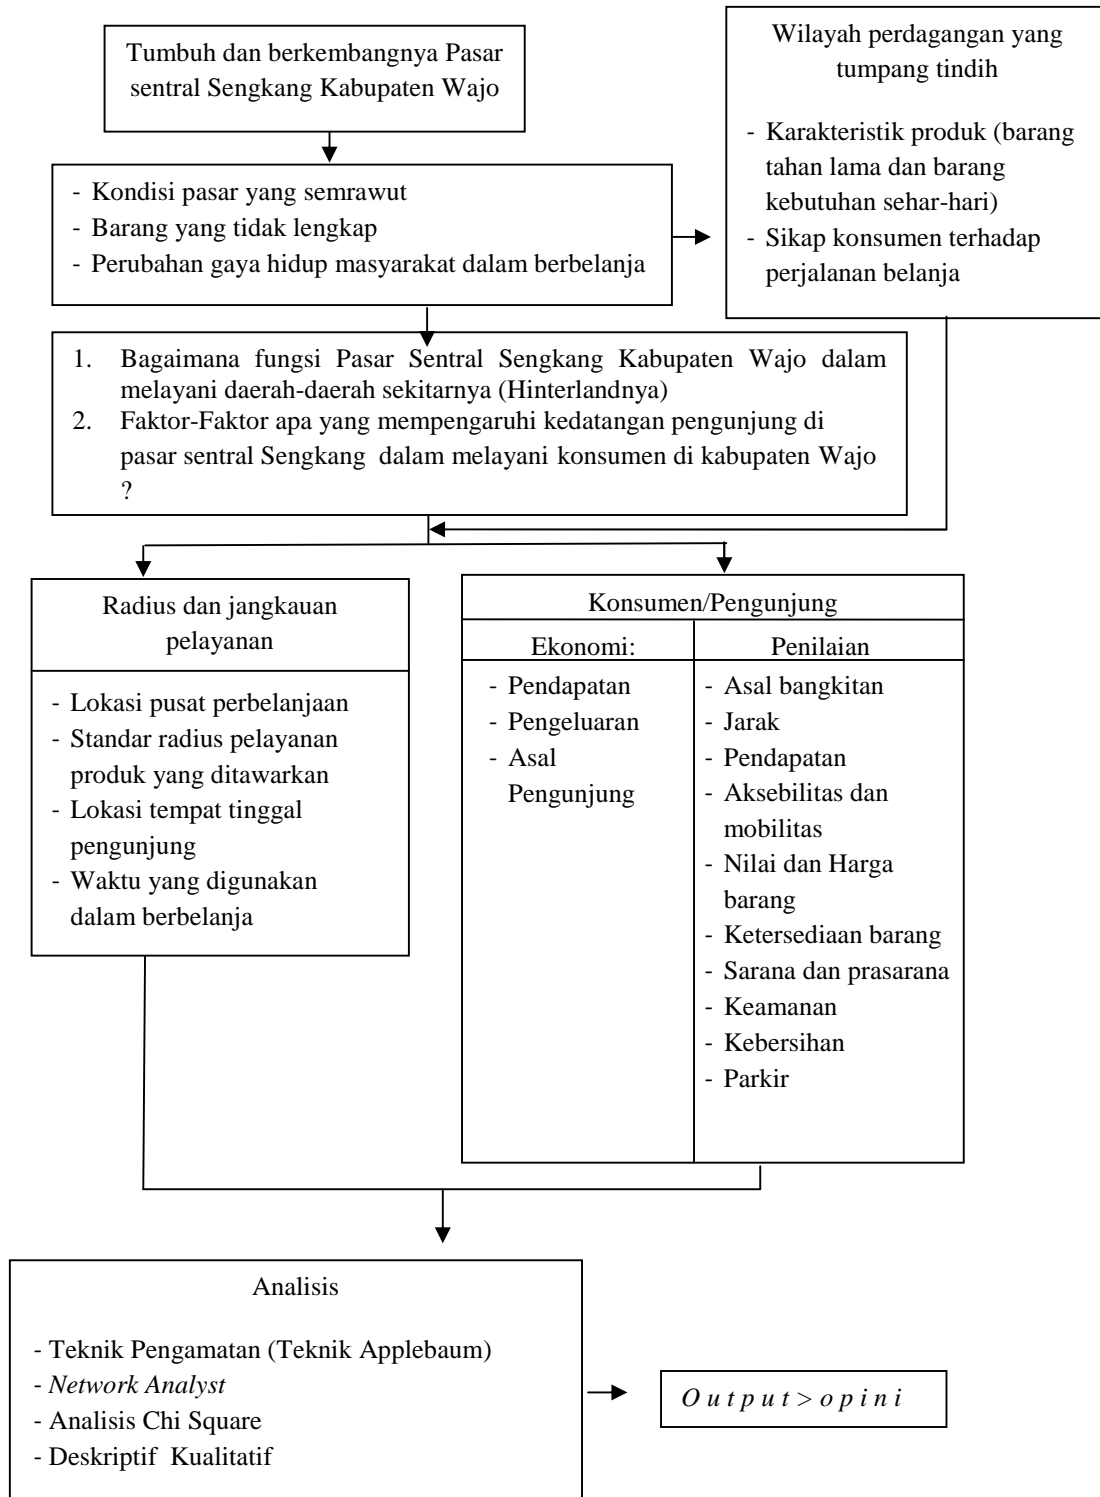 Tumbuh dan berkembangnya Pasar
sentral Sengkang Kabupaten Wajo
Wilayah perdagangan yang
tumpang tindih
- Karakteristik produk (barang
tahan lama dan barang
kebutuhan sehar-hari)
- Sikap konsumen terhadap
perjalanan belanja
- Kondisi pasar yang semrawut
- Barang yang tidak lengkap
- Perubahan gaya hidup masyarakat dalam berbelanja
1. Bagaimana fungsi Pasar Sentral Sengkang Kabupaten Wajo dalam
melayani daerah-daerah sekitarnya (Hinterlandnya)
2. Faktor-Faktor apa yang mempengaruhi kedatangan pengunjung di
pasar sentral Sengkang dalam melayani konsumen di kabupaten Wajo
?
Radius dan jangkauan
pelayanan
- Lokasi pusat perbelanjaan
- Standar radius pelayanan
produk yang ditawarkan
- Lokasi tempat tinggal
pengunjung
- Waktu yang digunakan
dalam berbelanja
Konsumen/Pengunjung
Ekonomi:
- Pendapatan
- Pengeluaran
- Asal
Pengunjung
Penilaian
- Asal bangkitan
- Jarak
- Pendapatan
- Aksebilitas dan
mobilitas
- Nilai dan Harga
barang
- Ketersediaan barang
- Sarana dan prasarana
- Keamanan
- Kebersihan
- Parkir
Analisis
- Teknik Pengamatan (Teknik Applebaum)
- Network Analyst
- Analisis Chi Square
- Deskriptif Kualitatif
Output>opini